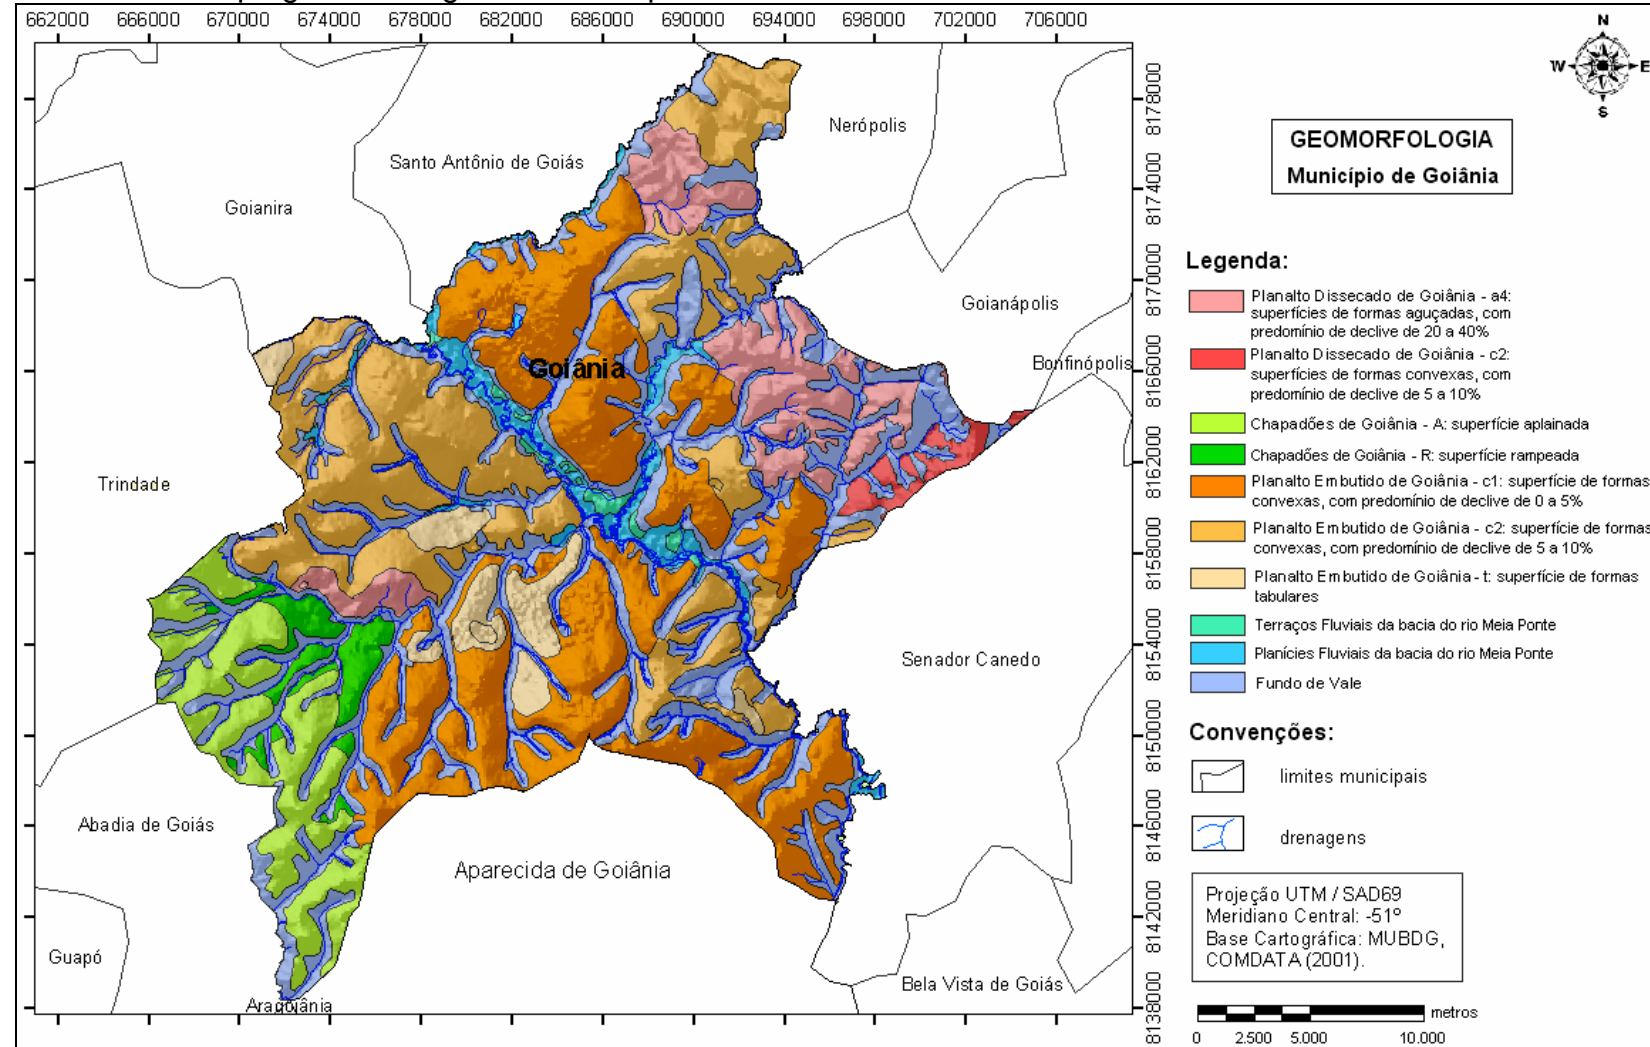 662000 666000 670000 674000 678000 682000 686000 690000 694000 698000 702000 706000
N
W E
S
8178000
8174000
8170000
8166000
8162000
8158000
8154000
8150000
8146000
8142000
8138000
Nerópolis
Santo Antônio de Goiás
Goianira
Goianápolis
Bonfinópolis
Goiânia
Trindade
Senador Canedo
Abadia de Goiás
Aparecida de Goiânia
Guapó
Bela Vista de Goiás
Aragoiânia
GEOMORFOLOGIA
Município de Goiânia
Legenda:
Planalto Dissecado de Goiânia - a4:
superfícies de formas aguçadas, com
predomínio de declive de 20 a 40%
Planalto Dissecado de Goiânia - c2:
superfícies de formas convexas, com
predomínio de declive de 5 a 10%
Chapadões de Goiânia - A: superfície aplainada
Chapadões de Goiânia - R: superfície rampeada
Planalto Embutido de Goiânia - c1: superfície de formas
convexas, com predomínio de declive de 0 a 5%
Planalto Embutido de Goiânia - c2: superfície de formas
convexas, com predomínio de declive de 5 a 10%
Planalto Embutido de Goiânia - t: superfície de formas
tabulares
Terraços Fluviais da bacia do rio Meia Ponte
Planícies Fluviais da bacia do rio Meia Ponte
Fundo de Vale
Convenções:
limites municipais
drenagens
Projeção UTM / SAD69
Meridiano Central: -51º
Base Cartográfica: MUBDG,
COMDATA (2001).
metros
0 2.500 5.000 10.000